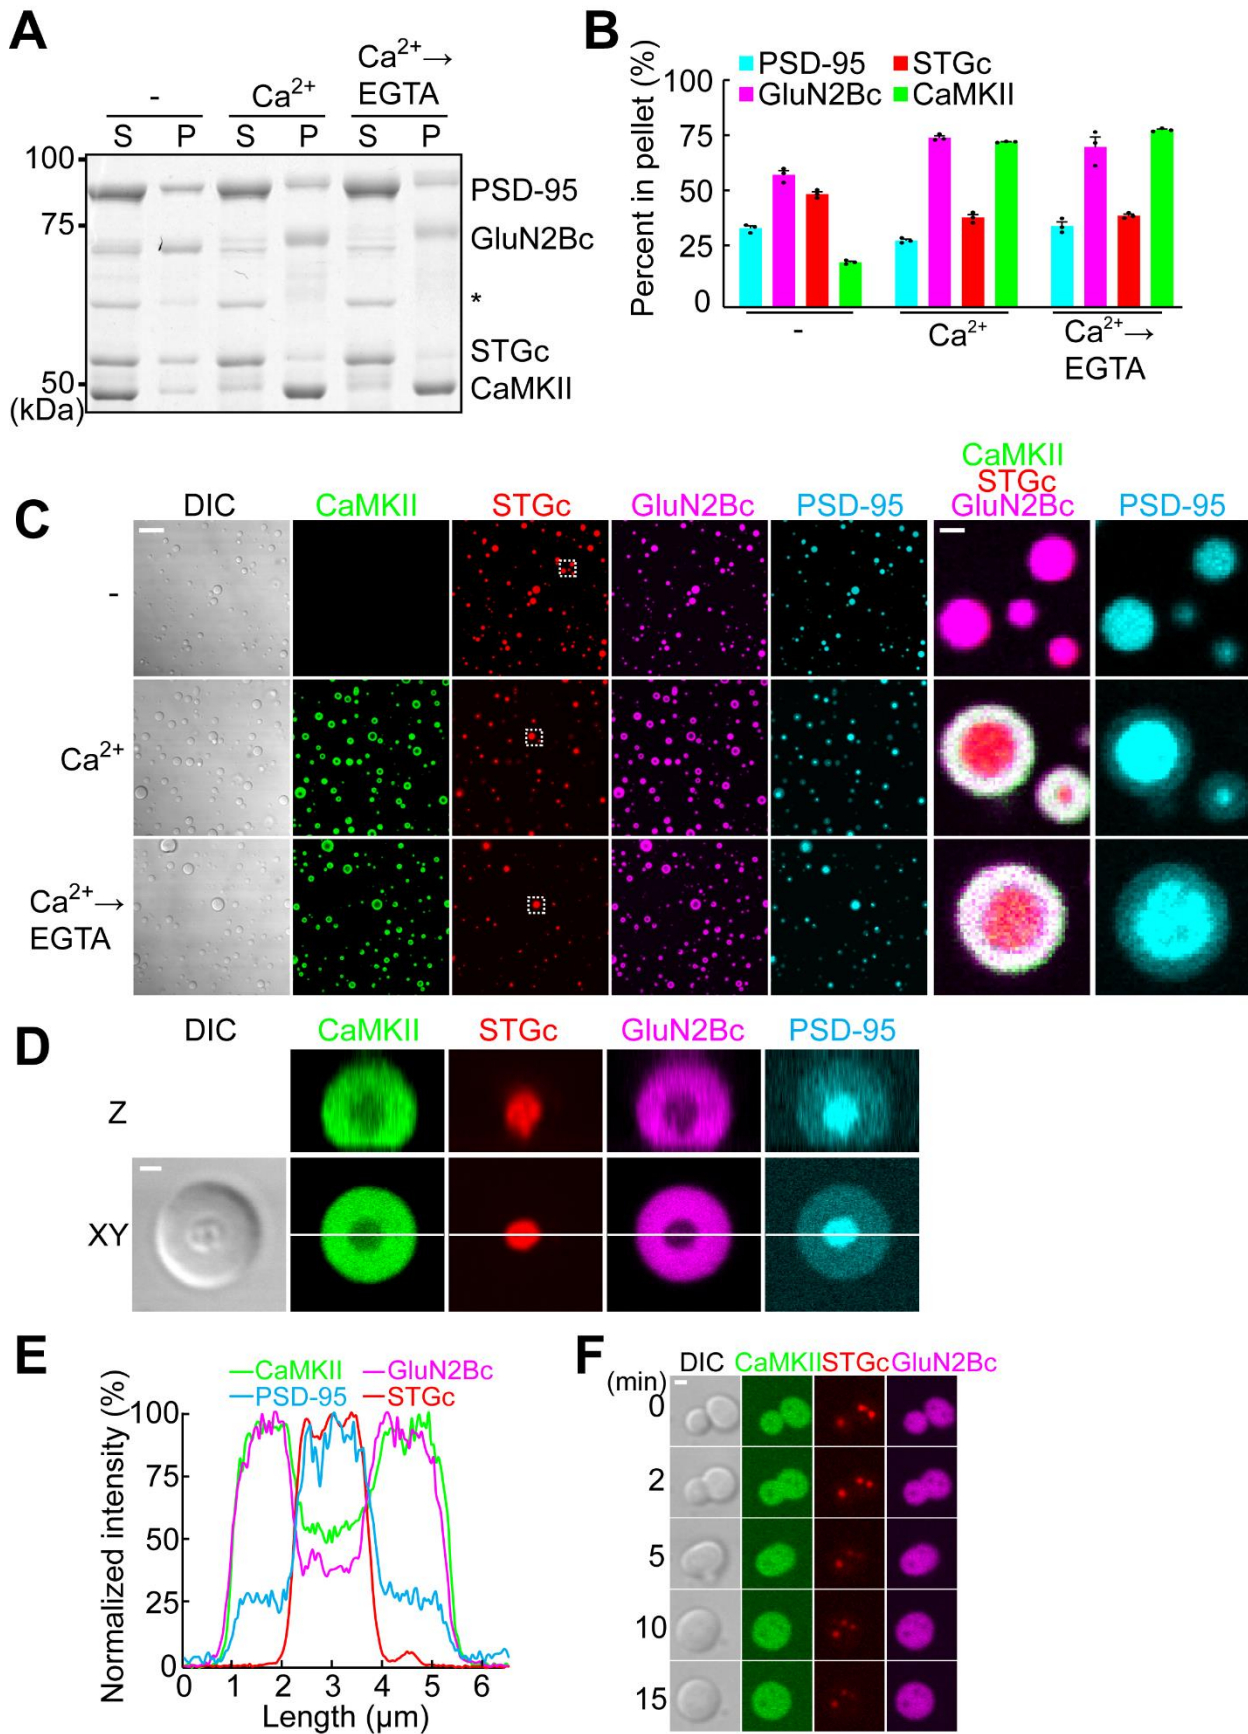 A
-
Ca2+
Ca2+→
EGTA
S P S P S P
100
75
50
(kDa)
PSD-95
GluN2Bc
*
STGc
CaMKII
B
PSD-95 STGc
GluN2Bc CaMKII
Percent in pellet (%)
100
75
50
25
0
-
Ca2+
Ca2+→
EGTA
C
DIC CaMKII STGc GluN2Bc PSD-95
CaMKII
STGc
GluN2Bc
PSD-95
-
Ca2+
Ca2+→
EGTA
D
DIC CaMKII STGc GluN2Bc PSD-95
Z
XY
E
CaMKII GluN2Bc
PSD-95 STGc
Normalized intensity (%)
100
75
50
25
0
0 1 2 3 4 5 6
Length (µm)
F
DIC CaMKII STGc GluN2Bc
(min)
0
2
5
10
15